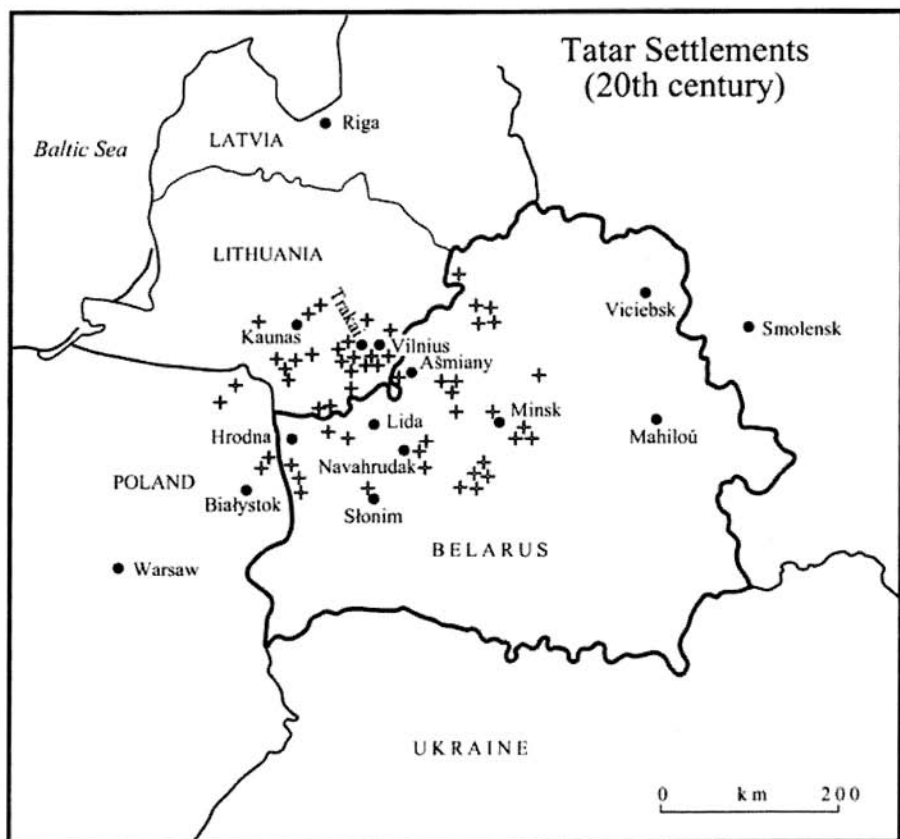 Tatar Settlements
(20th century)
Riga
LATVIA
Baltic Sea
LITHUANIA
Trakai
Viciebsk
Kaunas
Smolensk
Vilnius
Ašmiany
Minsk
Lida
Mahiloŭ
Hrodna
Navahrudak
POLAND
Białystok
Słonim
BELARUS
Warsaw
UKRAINE
0 km 200